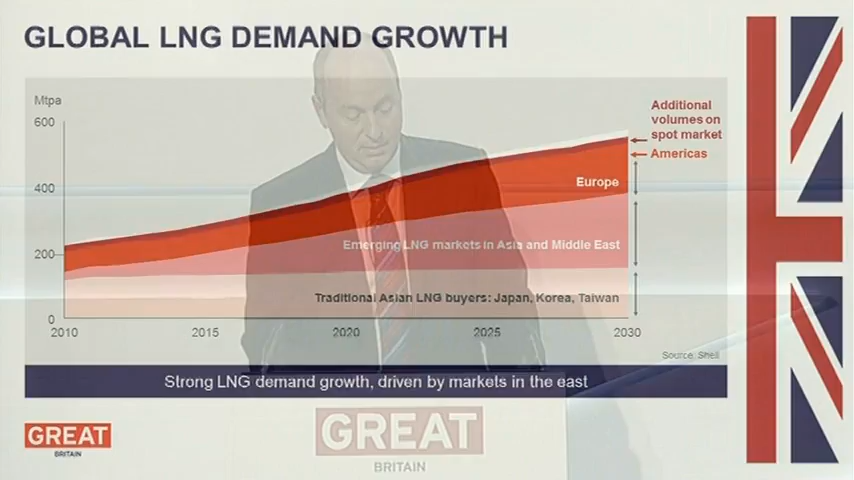 GLOBAL LNG DEMAND GROWTH
Mtpa
600
400
200
0
2010
2015
2020
2025
2030
Additional
volumes on
spot market
Americas
Europe
Emerging LNG markets in Asia and Middle East
Traditional Asian LNG buyers: Japan, Korea, Taiwan
Source: Shell
Strong LNG demand growth, driven by markets in the east
GREAT
BRITAIN
GREAT
BRITAIN